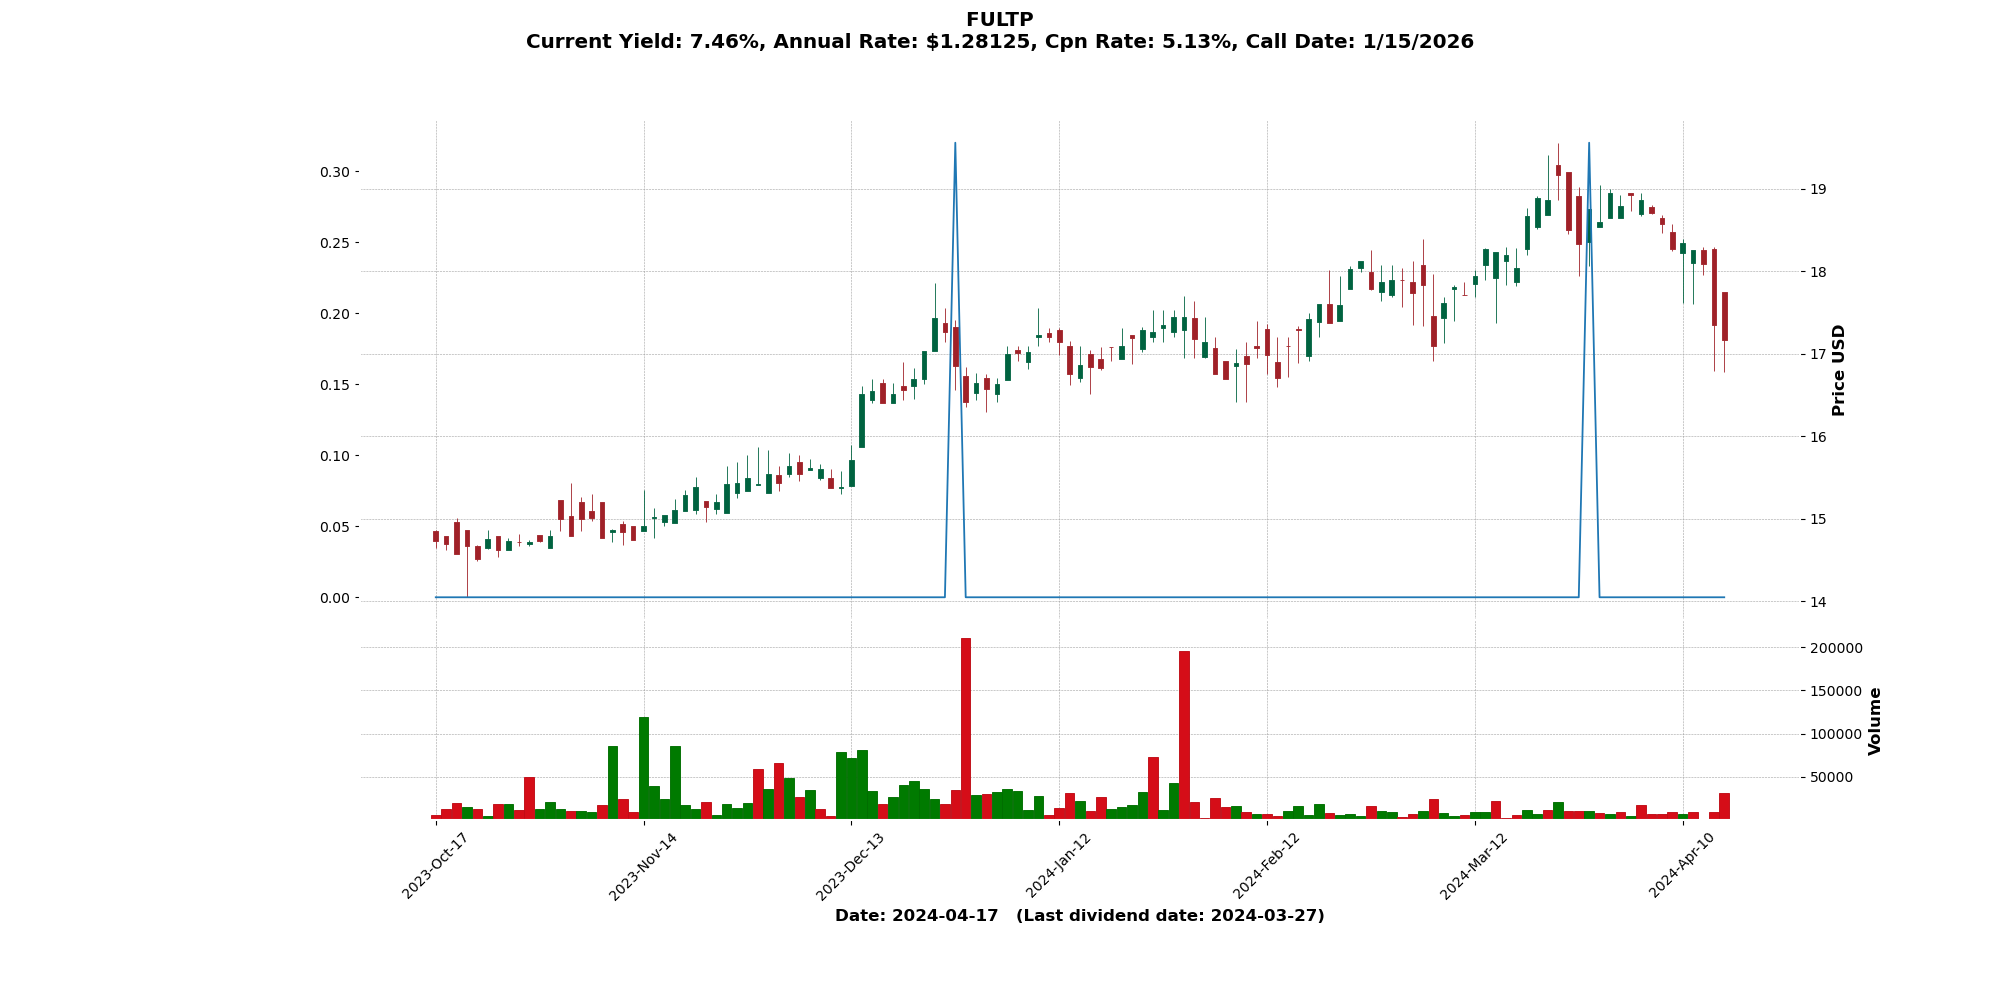 FULTP
Current Yield: 7.46%, Annual Rate: $1.28125, Cpn Rate: 5.13%, Call Date: 1/15/2026
0.30
0.25
0.20
0.15
0.10
0.05
0.00
19
18
17
16
15
14
Price USD
200000
150000
100000
50000
Volume
2023-Oct-17
2023-Nov-14
2023-Dec-13
2024-Jan-12
2024-Feb-12
2024-Mar-12
2024-Apr-10
Date: 2024-04-17 (Last dividend date: 2024-03-27)